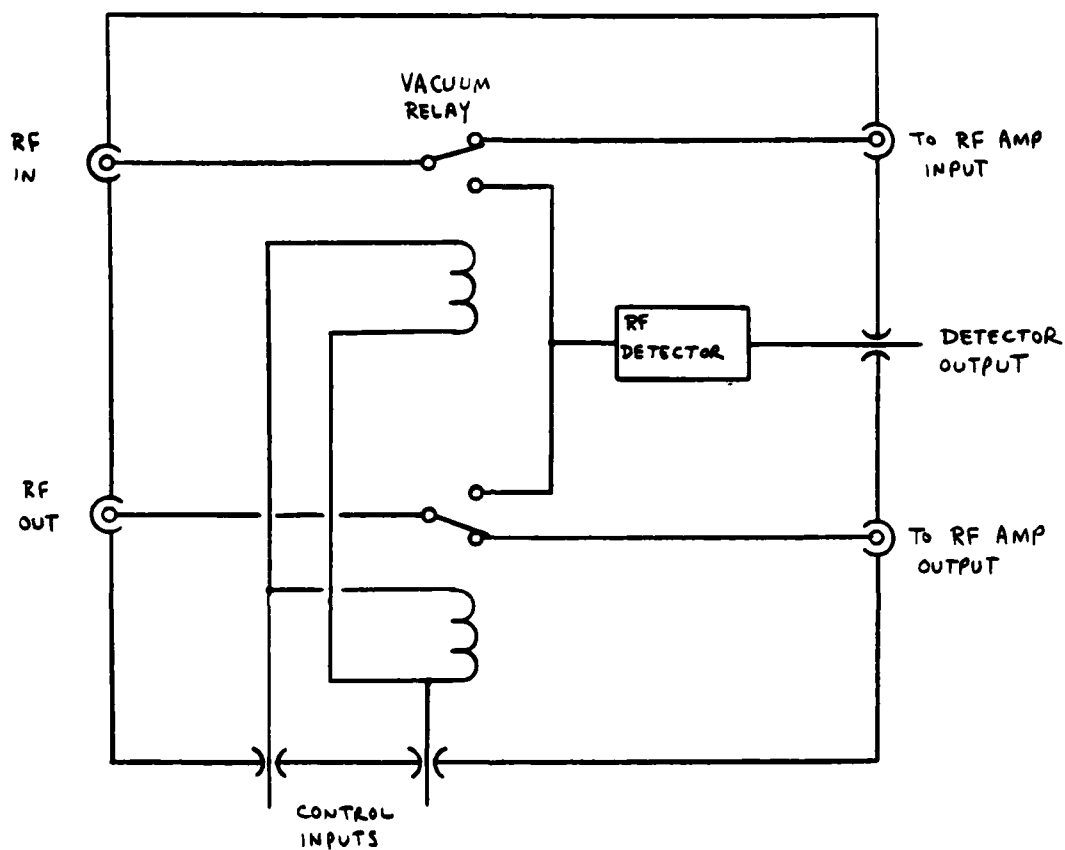 VACUUM
RELAY
RF
IN
TO RF AMP
INPUT
RF
DETECTOR
DETECTOR
OUTPUT
RF
OUT
TO RF AMP
OUTPUT
CONTROL
INPUTS